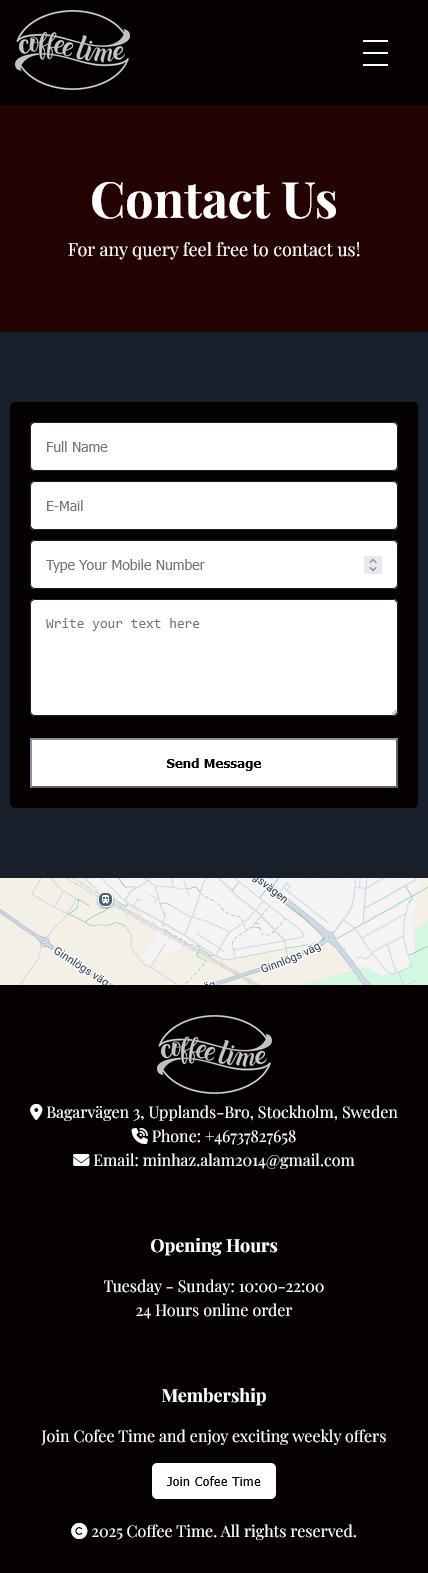 coffee time
Contact Us
For any query feel free to contact us!
Full Name
E-Mail
Type Your Mobile Number
Write your text here
Send Message
gsvägen
Ginnlögs väg
Ginnlögs väg
coffee time
Bagarvägen 3, Upplands-Bro, Stockholm, Sweden
Phone: +46737827658
Email: minhaz.alam2014@gmail.com
Opening Hours
Tuesday - Sunday: 10:00-22:00
24 Hours online order
Membership
Join Cofee Time and enjoy exciting weekly offers
Join Cofee Time
© 2025 Coffee Time. All rights reserved.